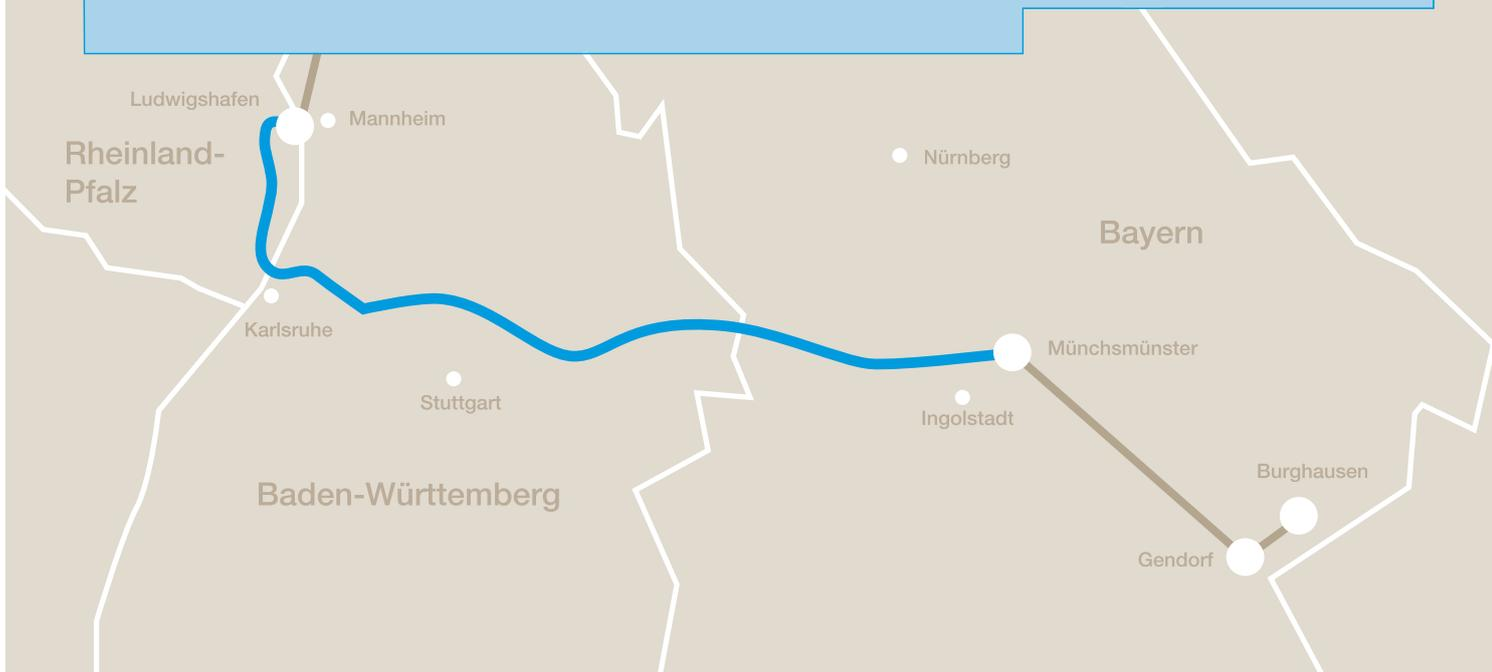 Ludwigshafen
Mannheim
Rheinland-
Pfalz
Nürnberg
Bayern
Karlsruhe
Münchsmünster
Stuttgart
Ingolstadt
Burghausen
Baden-Württemberg
Gendorf